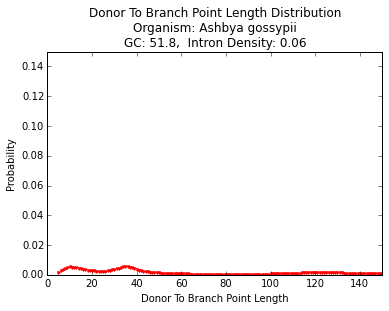 Donor To Branch Point Length Distribution
Organism: Ashbya gossypii
GC: 51.8,  Intron Density: 0.06
0.14
0.12
0.10
0.08
0.06
0.04
0.02
0.00
Probability
0 20 40 60 80 100 120 140
Donor To Branch Point Length